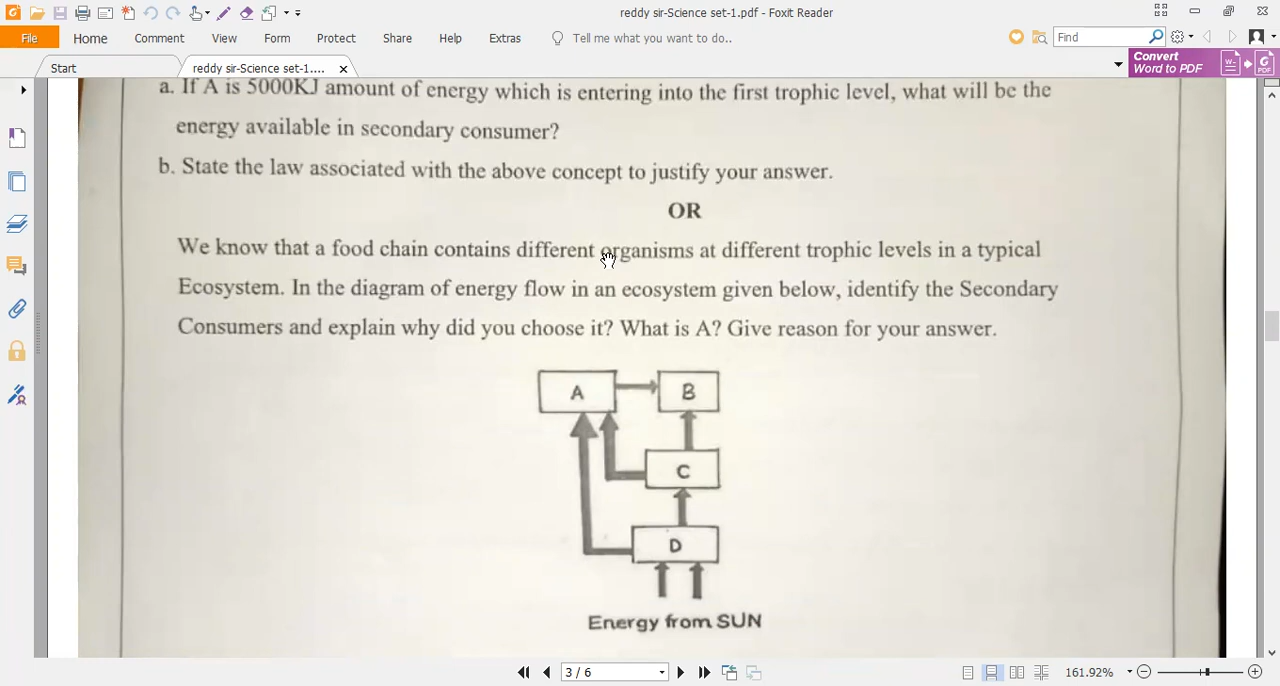 reddy sir-Science set-1.pdf - Foxit Reader
File Home Comment View Form Protect Share Help Extras Tell me what you want to do.. Find
Start reddy sir-Science set-1.... Convert
Word to PDF
a. If A is 5000KJ amount of energy which is entering into the first trophic level, what will be the
energy available in secondary consumer?
b. State the law associated with the above concept to justify your answer.
OR
We know that a food chain contains different organisms at different trophic levels in a typical
Ecosystem. In the diagram of energy flow in an ecosystem given below, identify the Secondary
Consumers and explain why did you choose it? What is A? Give reason for your answer.
A B
C
D
Energy from SUN
3 / 6 161.92%